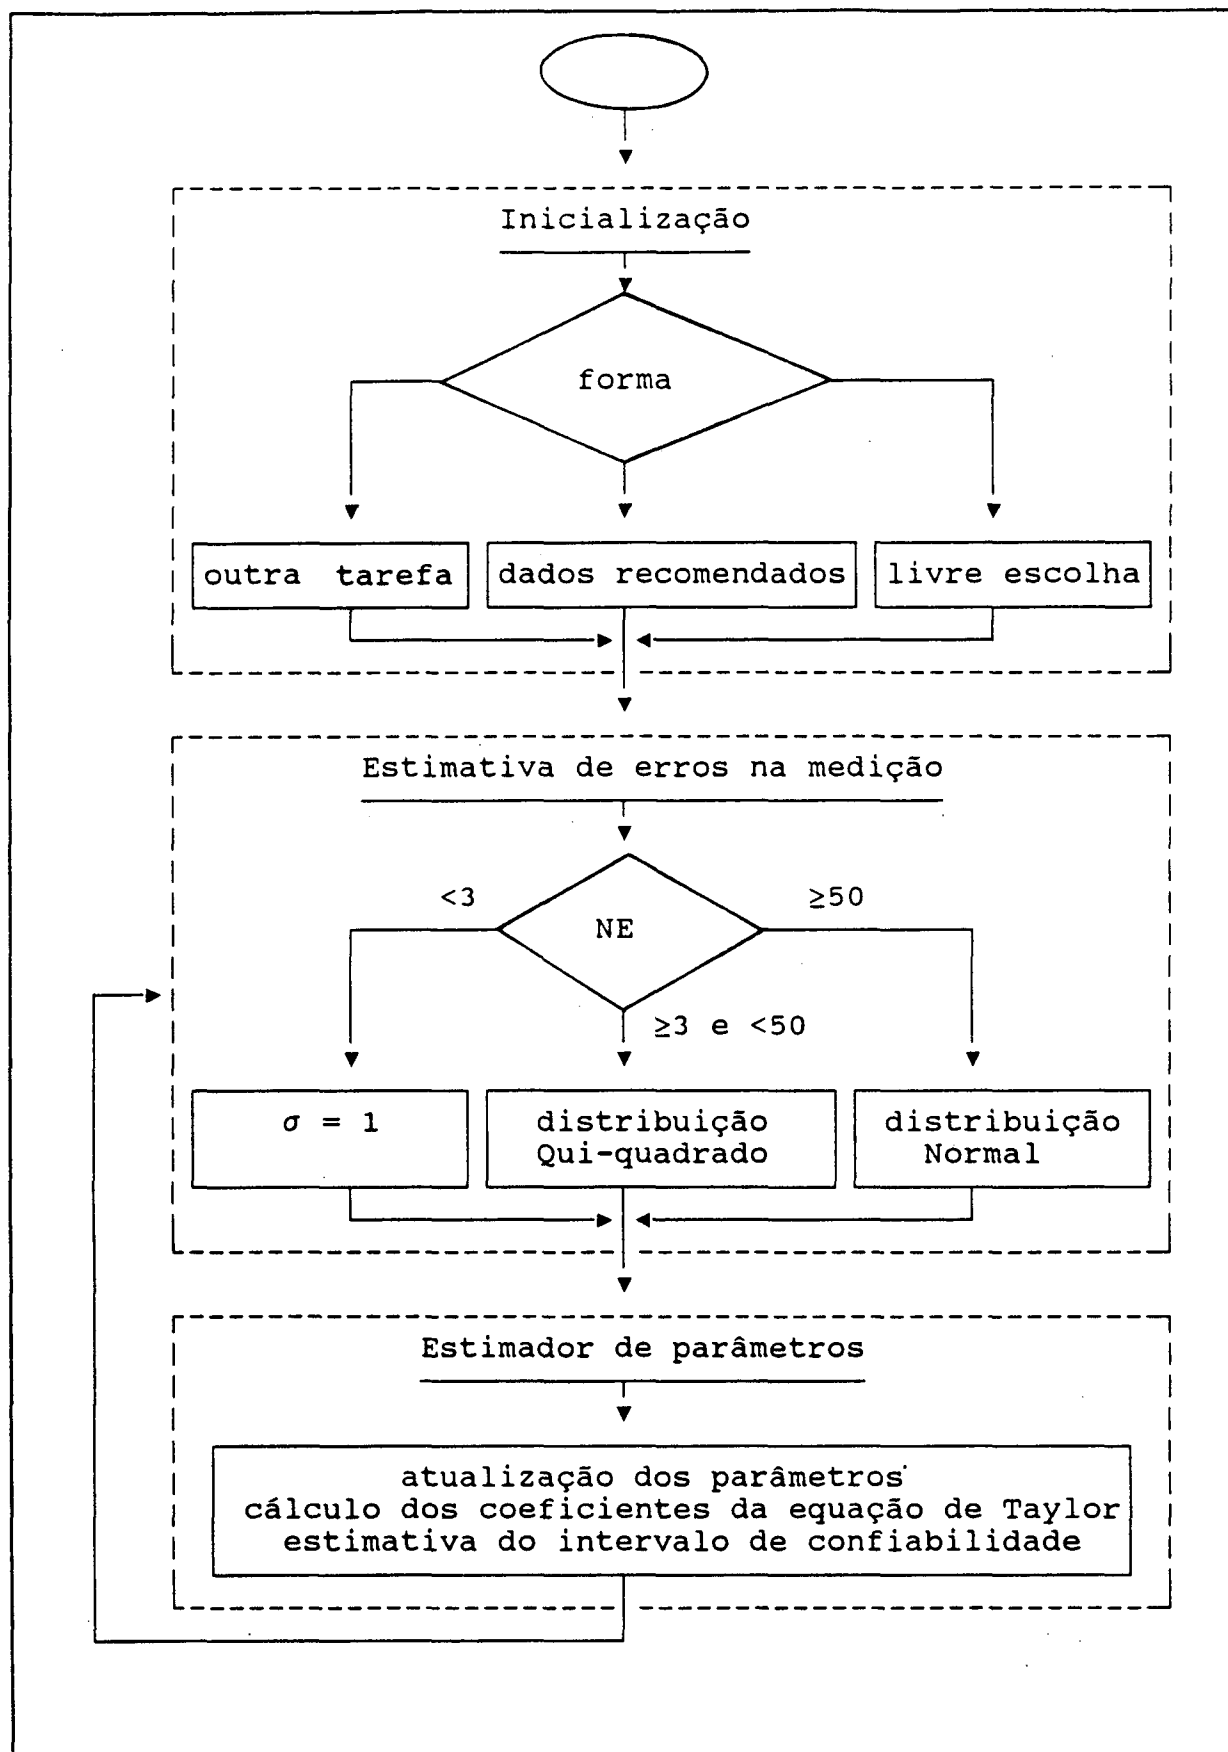 Inicialização
forma
outra tarefa
dados recomendados
livre escolha
Estimativa de erros na medição
<3
≥50
NE
≥3 e <50
σ = 1
distribuição
Qui-quadrado
distribuição
Normal
Estimador de parâmetros
atualização dos parâmetros
cálculo dos coeficientes da equação de Taylor
estimativa do intervalo de confiabilidade